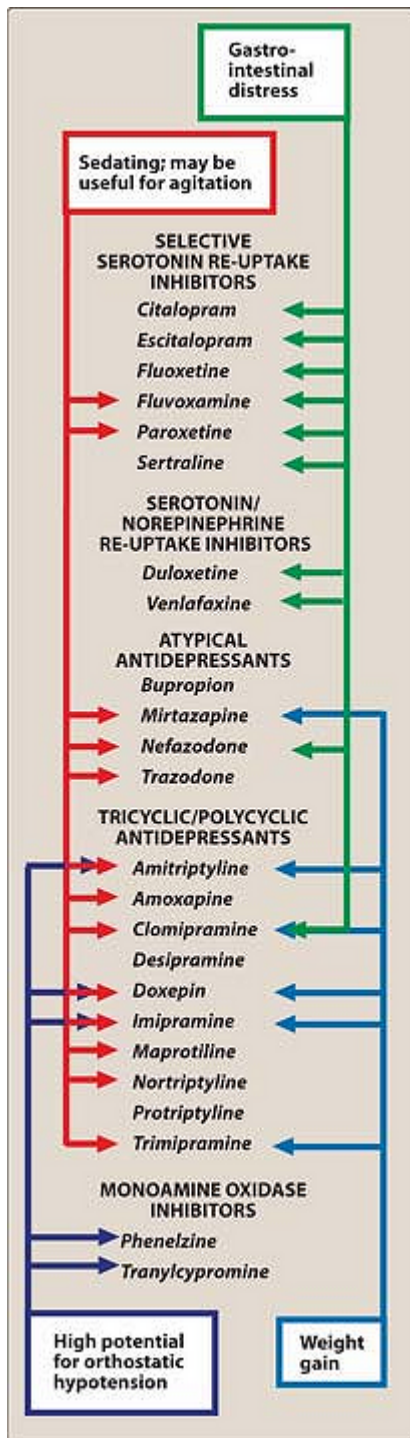 Gastro-
intestinal
distress
Sedating; may be
useful for agitation
SELECTIVE
SEROTONIN RE-UPTAKE
INHIBITORS
Citalopram
Escitalopram
Fluoxetine
Fluvoxamine
Paroxetine
Sertraline
SEROTONIN/
NOREPINEPHRINE
RE-UPTAKE INHIBITORS
Duloxetine
Venlafaxine
ATYPICAL
ANTIDEPRESSANTS
Bupropion
Mirtazapine
Nefazodone
Trazodone
TRICYCLIC/POLYCYCLIC
ANTIDEPRESSANTS
Amitriptyline
Amoxapine
Clomipramine
Desipramine
Doxepin
Imipramine
Maprotiline
Nortriptyline
Protriptyline
Trimipramine
MONOAMINE OXIDASE
INHIBITORS
Phenelzine
Tranylcypromine
High potential
for orthostatic
hypotension
Weight
gain